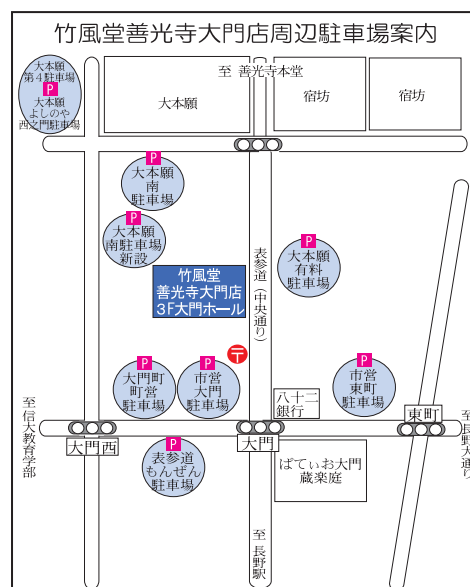 竹風堂善光寺大門店周辺駐車場案内
大本願
第4駐車場
P
大本願
よしのや
西之門駐車場
至 善光寺本堂
大本願
宿坊
宿坊
P
大本願
南
駐車場
P
大本願
南駐車場
新設
表参道(中央通り)
P
大本願
有料
駐車場
竹風堂
善光寺大門店
3F大門ホール
〒
P
大門町
町営
駐車場
P
市営
大門
駐車場
八十二
銀行
P
市営
東町
駐車場
至信大教育学部
大門西
大門
東町
至長野大通り
P
表参道
もんぜん
駐車場
ぱてぃお大門
蔵楽庭
至 長野駅